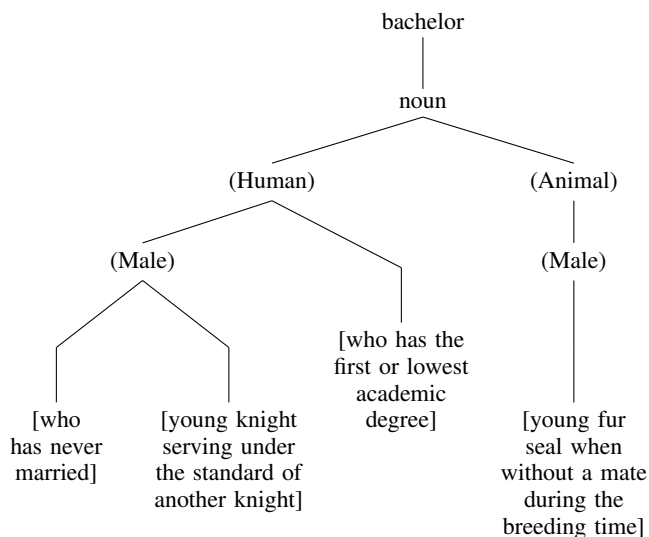 bachelor
noun
(Human)
(Animal)
(Male)
(Male)
[who has the
first or lowest
academic
degree]
[who
has never
married]
[young knight
serving under
the standard of
another knight]
[young fur
seal when
without a mate
during the
breeding time]